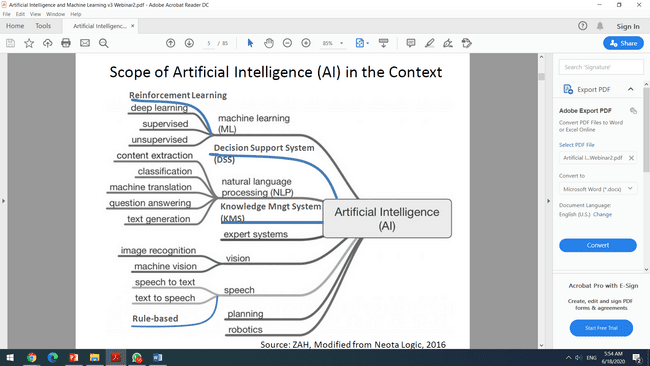 Artificial Intelligence and Machine Learning v3 Webinar2.pdf - Adobe Acrobat Reader DC
File Edit View Window Help
Home Tools Artificial Intelligenc... ×
Sign In
5 / 85
85%
Share
Scope of Artificial Intelligence (AI) in the Context
Reinforcement Learning
deep learning
supervised
unsupervised
machine learning
(ML)
Decision Support System
(DSS)
content extraction
classification
machine translation
question answering
text generation
natural language
processing (NLP)
Knowledge Mngt System
(KMS)
expert systems
Artificial Intelligence
(AI)
image recognition
machine vision
vision
speech to text
text to speech
speech
Rule-based
planning
robotics
Source: ZAH, Modified from Neota Logic, 2016
Search 'Signature'
Export PDF
Adobe Export PDF
Convert PDF Files to Word
or Excel Online
Select PDF File
Artificial i...Webinar2.pdf ×
Convert to
Microsoft Word (*.docx)
Document Language:
English (U.S.) Change
Convert
Acrobat Pro with E-Sign
Create, edit and sign PDF
forms & agreements
Start Free Trial
ENG
5:54 AM
6/18/2020